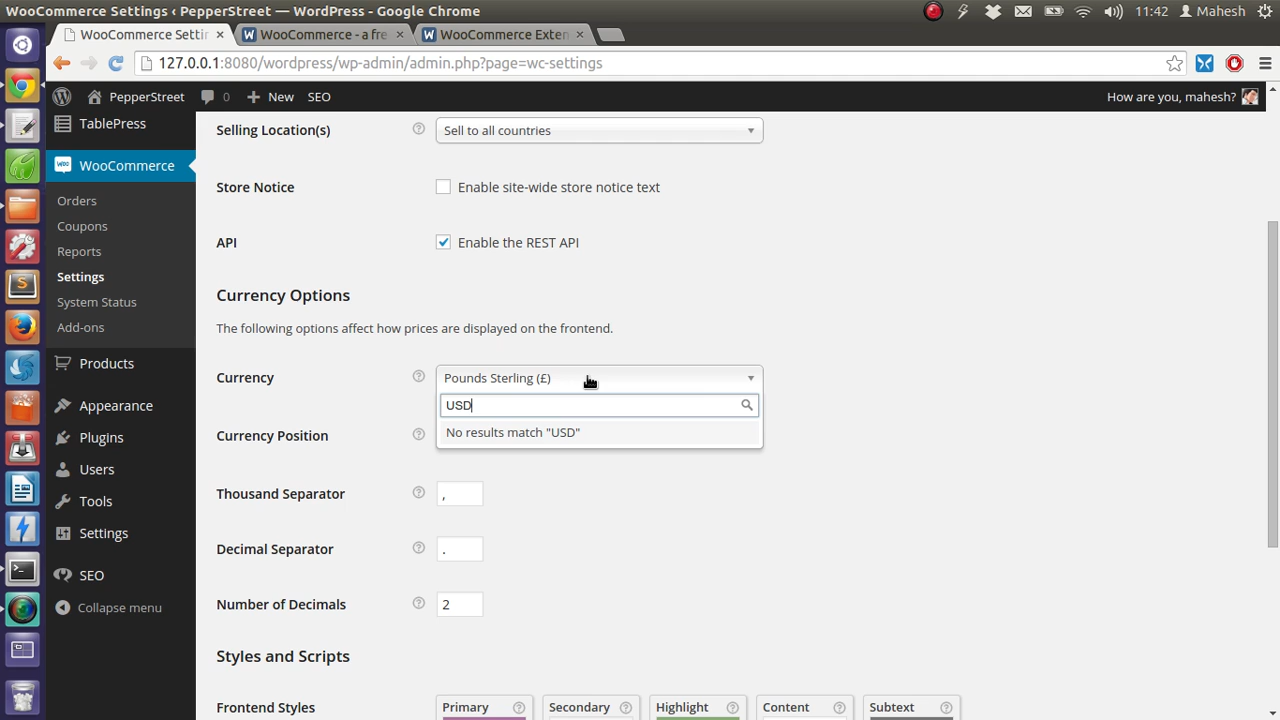 WooCommerce Settings ‹ PepperStreet — WordPress - Google Chrome
11:42
Mahesh
WooCommerce Settin
WooCommerce - a fre
WooCommerce Exten
127.0.0.1:8080/wordpress/wp-admin/admin.php?page=wc-settings
PepperStreet
0
New
SEO
How are you, mahesh?
TablePress
WooCommerce
Orders
Coupons
Reports
Settings
System Status
Add-ons
Products
Appearance
Plugins
Users
Tools
Settings
SEO
Collapse menu
Selling Location(s)
Sell to all countries
Store Notice
Enable site-wide store notice text
API
Enable the REST API
Currency Options
The following options affect how prices are displayed on the frontend.
Currency
Pounds Sterling (£)
USD
No results match "USD"
Currency Position
Thousand Separator
,
Decimal Separator
.
Number of Decimals
2
Styles and Scripts
Frontend Styles
Primary
Secondary
Highlight
Content
Subtext